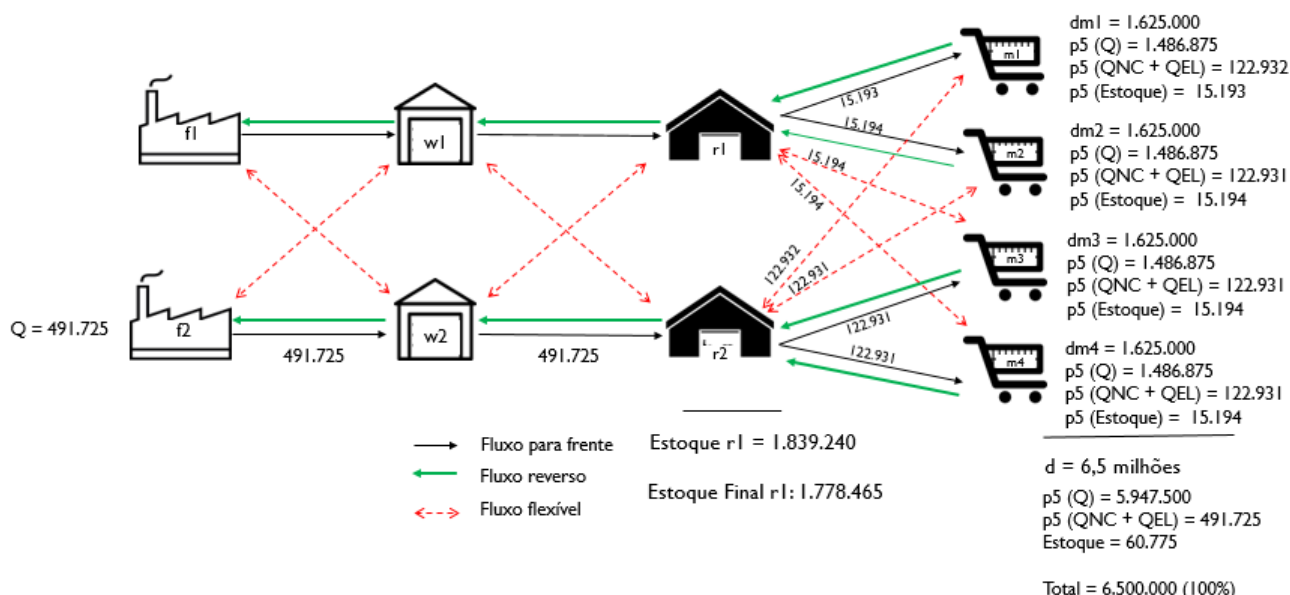 dm1 = 1.625.000
p5 (Q) = 1.486.875
p5 (QNC + QEL) = 122.932
p5 (Estoque) = 15.193
m1
dm2 = 1.625.000
p5 (Q) = 1.486.875
p5 (QNC + QEL) = 122.931
p5 (Estoque) = 15.194
m2
dm3 = 1.625.000
p5 (Q) = 1.486.875
p5 (QNC + QEL) = 122.931
p5 (Estoque) = 15.194
m3
dm4 = 1.625.000
p5 (Q) = 1.486.875
p5 (QNC + QEL) = 122.931
p5 (Estoque) = 15.194
m4
f1
w1
r1
15.193
15.194
15.194
15.194
122.932
122.931
122.931
122.931
Q = 491.725
f2
491.725
w2
491.725
r2
Fluxo para frente
Fluxo reverso
Fluxo flexível
Estoque r1 = 1.839.240
Estoque Final r1: 1.778.465
d = 6,5 milhões
p5 (Q) = 5.947.500
p5 (QNC + QEL) = 491.725
Estoque = 60.775
Total = 6.500.000 (100%)